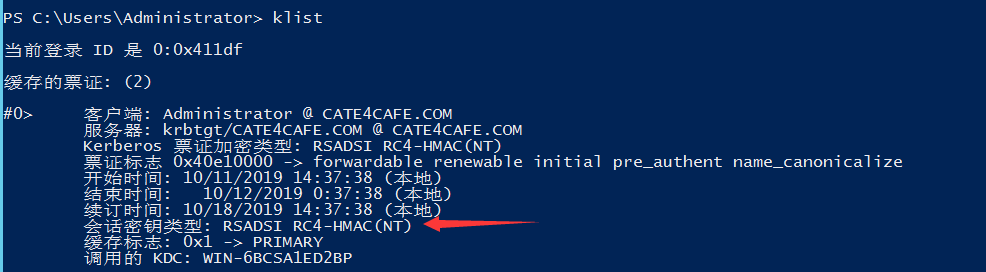 PS C:\Users\Administrator> klist
当前登录 ID 是 0:0x411df
缓存的票证: (2)
#0>     客户端: Administrator @ CATE4CAFE.COM
        服务器: krbtgt/CATE4CAFE.COM @ CATE4CAFE.COM
        Kerberos 票证加密类型: RSADSI RC4-HMAC(NT)
        票证标志 0x40e10000 -> forwardable renewable initial pre_authent name_canonicalize
        开始时间: 10/11/2019 14:37:38 (本地)
        结束时间:   10/12/2019 0:37:38 (本地)
        续订时间: 10/18/2019 14:37:38 (本地)
        会话密钥类型: RSADSI RC4-HMAC(NT)
        缓存标志: 0x1 -> PRIMARY
        调用的 KDC: WIN-6BCSA1ED2BP